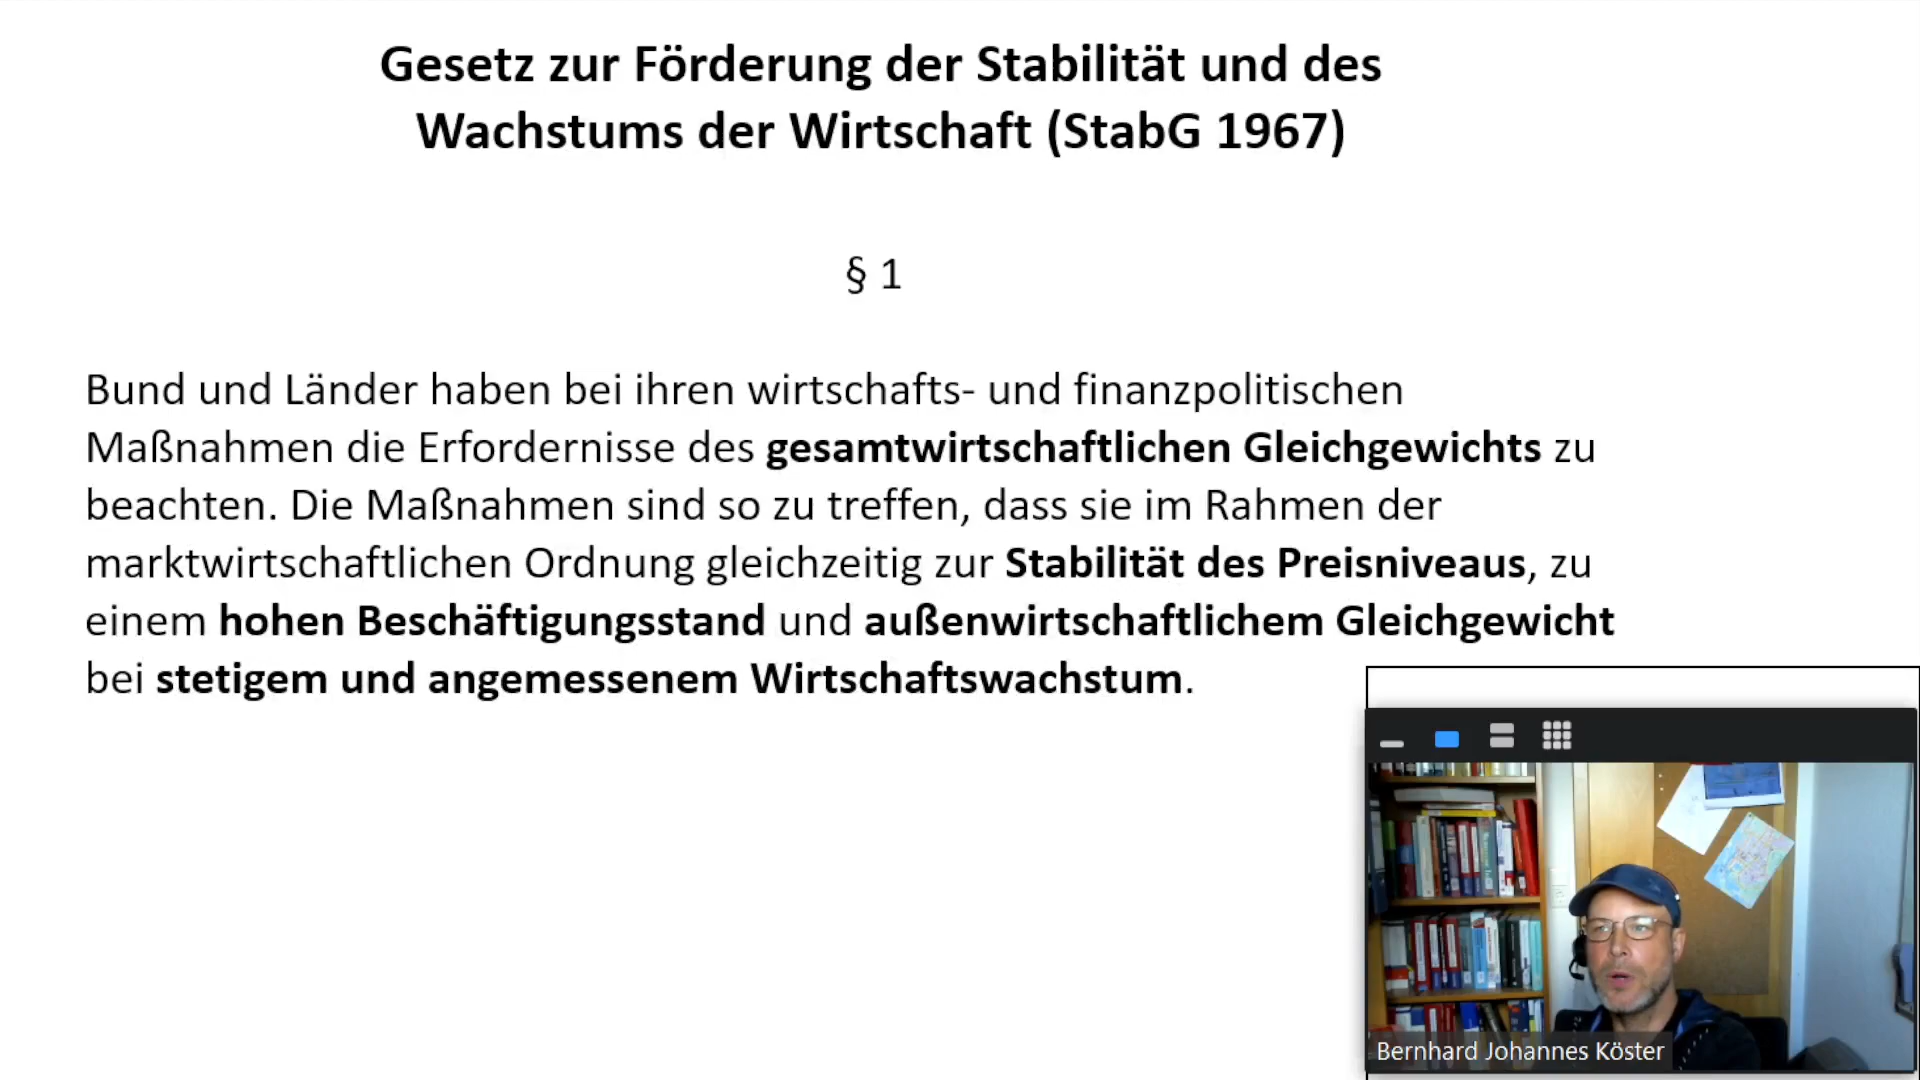 Gesetz zur Förderung der Stabilität und des
Wachstums der Wirtschaft (StabG 1967)
§ 1
Bund und Länder haben bei ihren wirtschafts- und finanzpolitischen
Maßnahmen die Erfordernisse des gesamtwirtschaftlichen Gleichgewichts zu
beachten. Die Maßnahmen sind so zu treffen, dass sie im Rahmen der
marktwirtschaftlichen Ordnung gleichzeitig zur Stabilität des Preisniveaus, zu
einem hohen Beschäftigungsstand und außenwirtschaftlichem Gleichgewicht
bei stetigem und angemessenem Wirtschaftswachstum.
Bernhard Johannes Köster